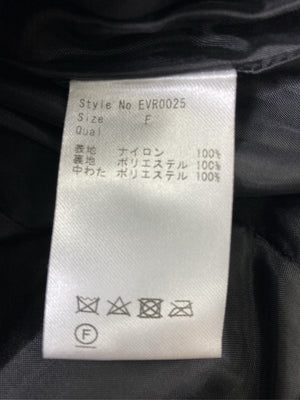 Style No EVR0025
Size F
Qual
表地 ナイロン 100%
裏地 ポリエステル 100%
中わた ポリエステル 100%
F